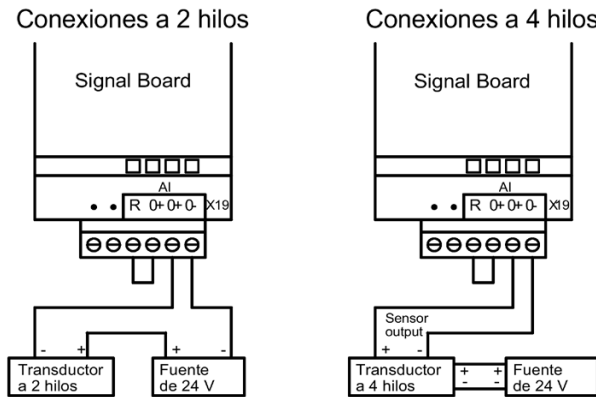 Conexiones a 2 hilos
Signal Board
AI
R 0+ 0+ 0- X19
- + + -
Transductor
a 2 hilos
Fuente
de 24 V
Conexiones a 4 hilos
Signal Board
AI
R 0+ 0+ 0- X19
Sensor
output
+ -
Transductor
a 4 hilos
+ +
- -
Fuente
de 24 V